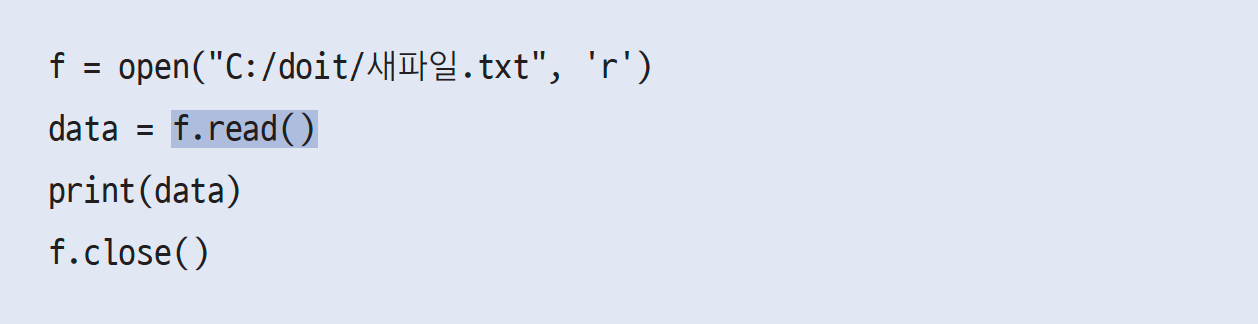 f = open("C:/doit/새파일.txt", 'r')
data = f.read()
print(data)
f.close()